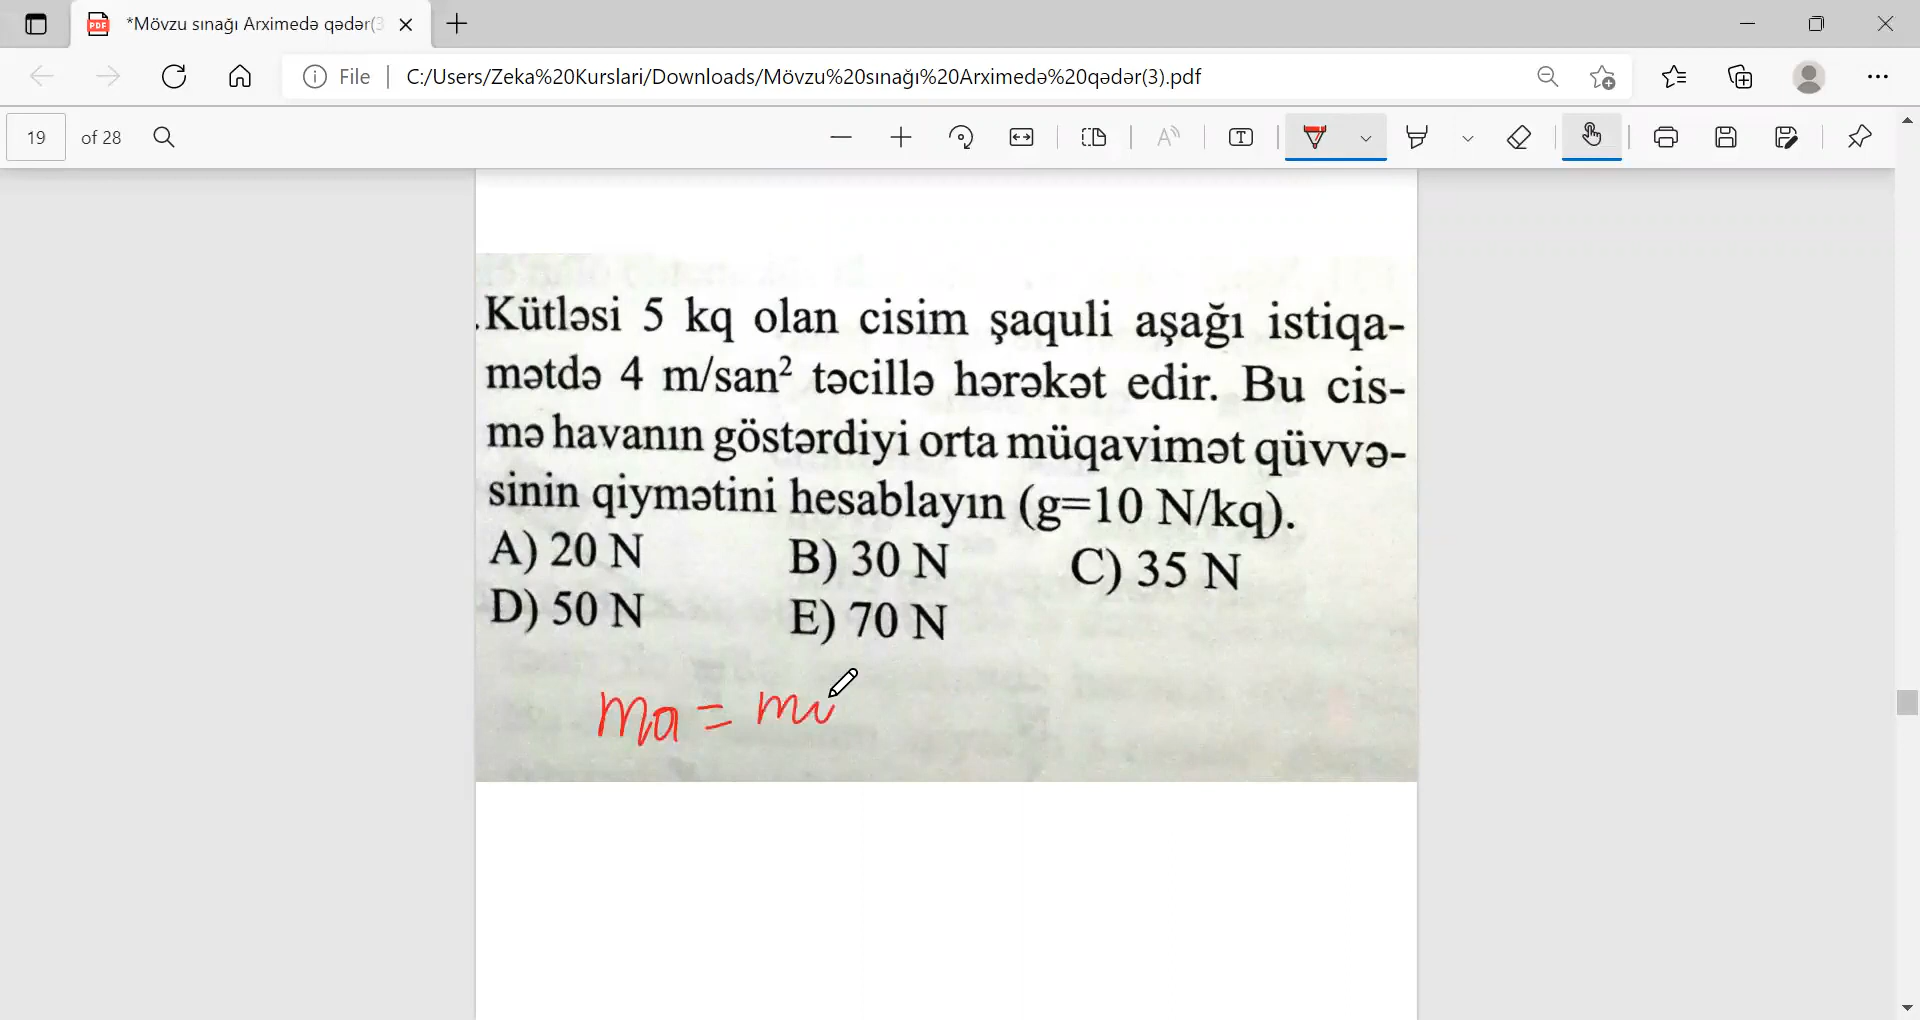 *Mövzu sınağı Arximedə qədər(3
File
C:/Users/Zeka%20Kurslari/Downloads/Mövzu%20sınağı%20Arximedə%20qədər(3).pdf
19 of 28
Kütləsi 5 kq olan cisim şaquli aşağı istiqa-
mətdə 4 m/san² təcillə hərəkət edir. Bu cis-
mə havanın göstərdiyi orta müqavimət qüvvə-
sinin qiymətini hesablayın (g=10 N/kq).
A) 20 N B) 30 N C) 35 N
D) 50 N E) 70 N
ma = m